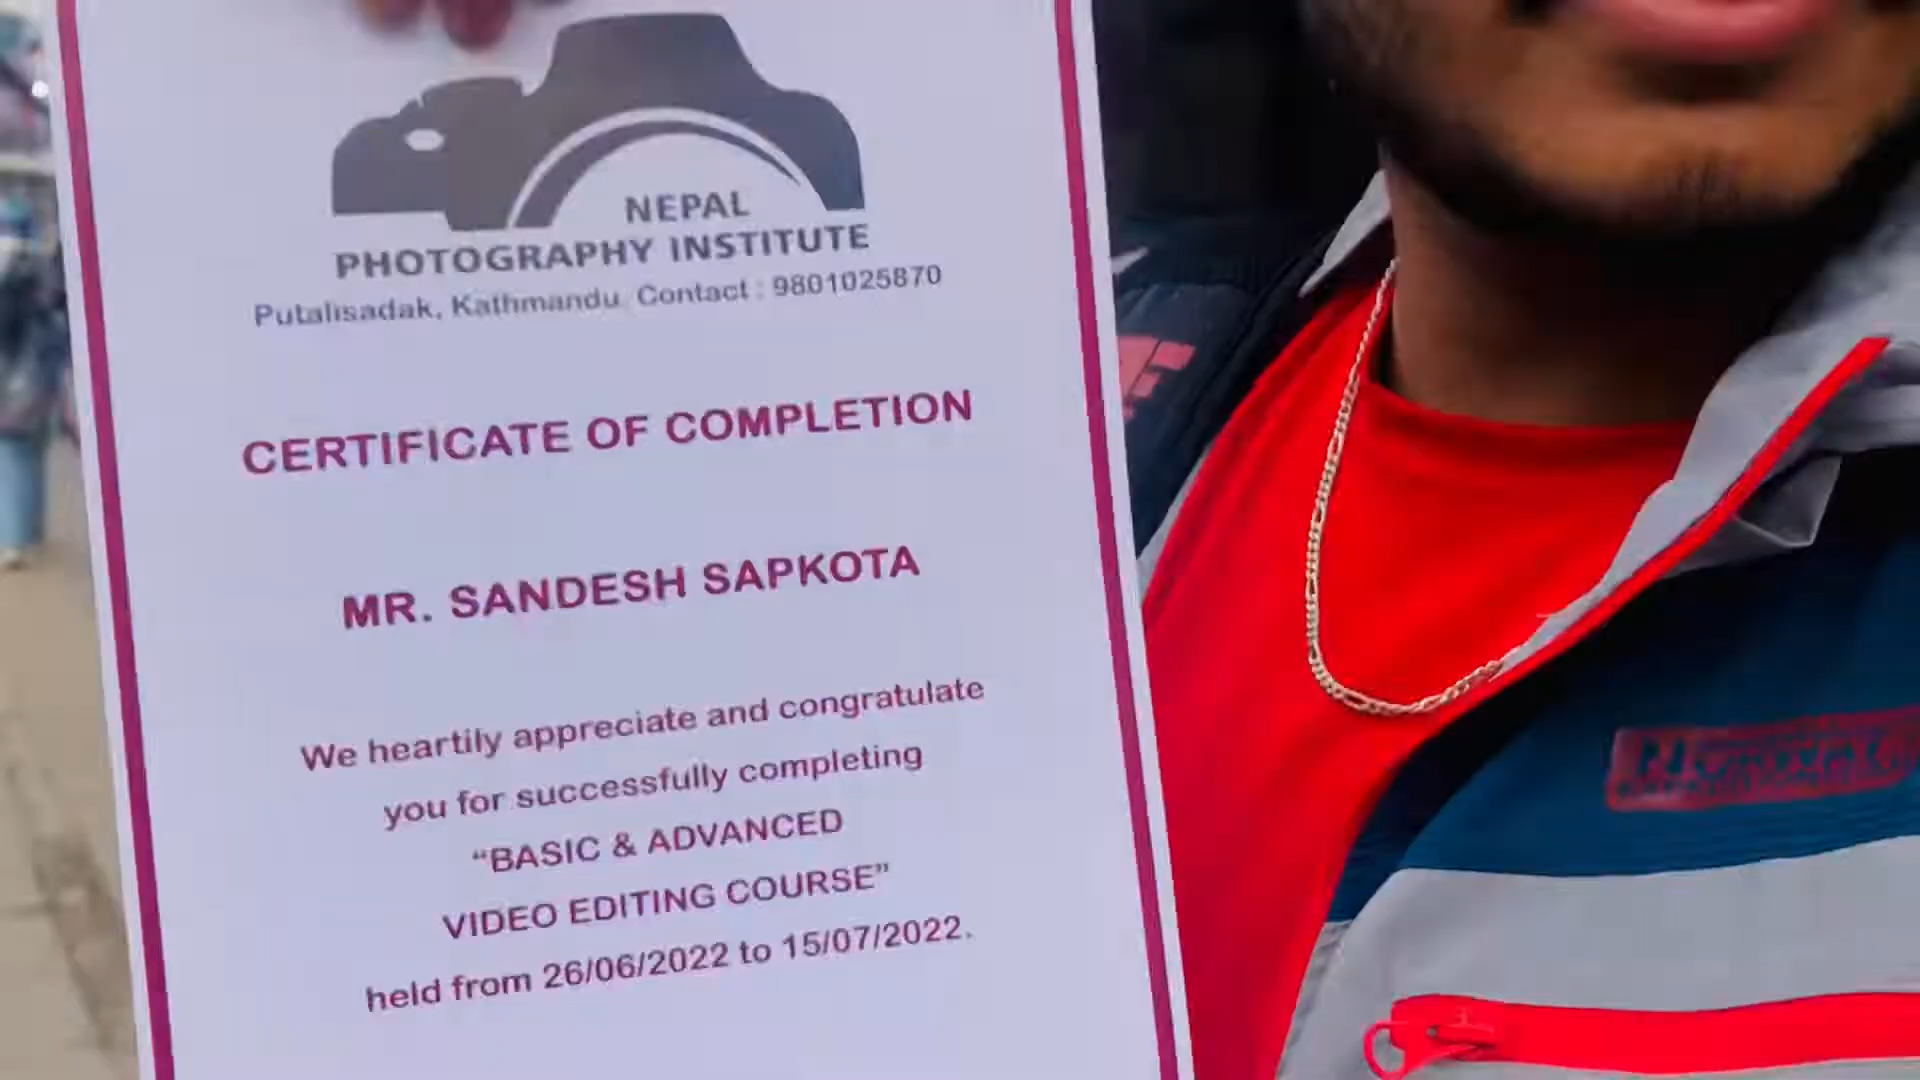 NEPAL
PHOTOGRAPHY INSTITUTE
Putalisadak, Kathmandu. Contact : 9801025870
CERTIFICATE OF COMPLETION
MR. SANDESH SAPKOTA
We heartily appreciate and congratulate
you for successfully completing
“BASIC & ADVANCED
VIDEO EDITING COURSE”
held from 26/06/2022 to 15/07/2022.